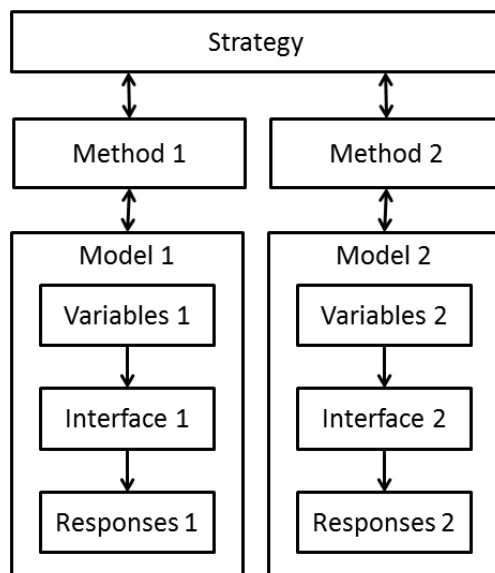 Strategy
Method 1
Method 2
Model 1
Variables 1
Interface 1
Responses 1
Model 2
Variables 2
Interface 2
Responses 2